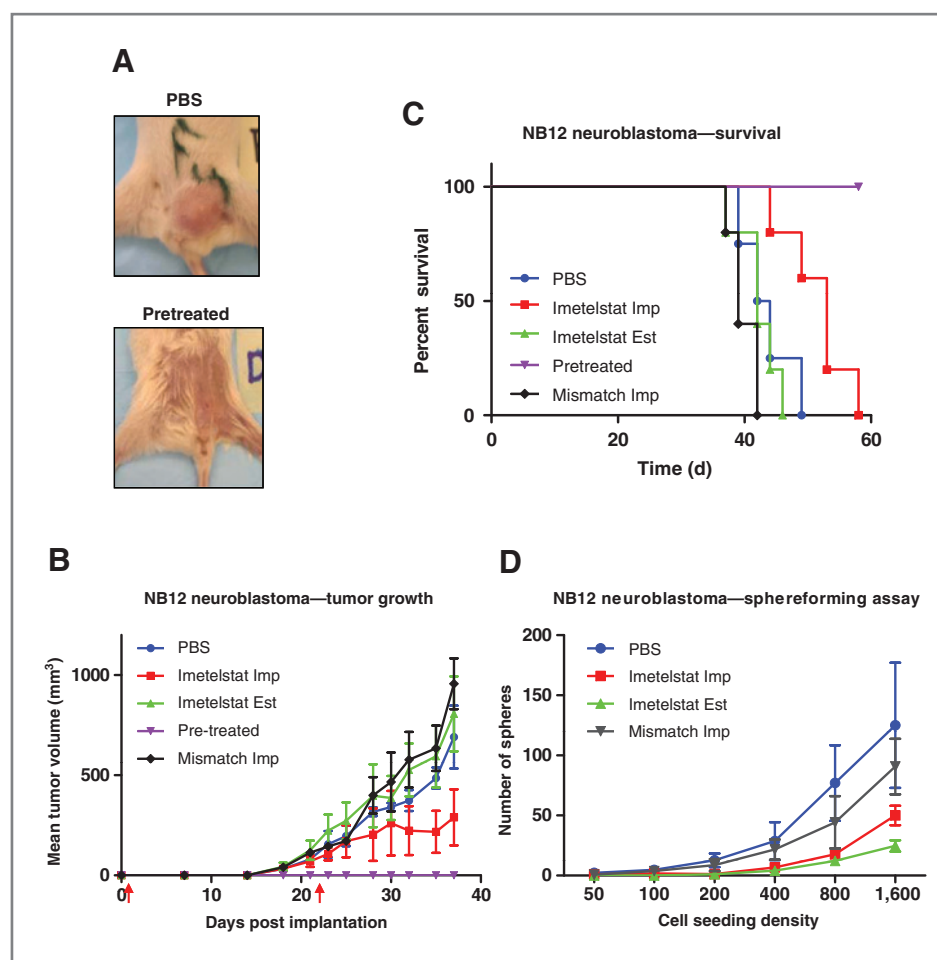 A
PBS
Pretreated
C
NB12 neuroblastoma—survival
100
50
0
Percent survival
PBS
Imetelstat Imp
Imetelstat Est
Pretreated
Mismatch Imp
0 20 40 60
Time (d)
B
NB12 neuroblastoma—tumor growth
1000
500
0
Mean tumor volume (mm³)
PBS
Imetelstat Imp
Imetelstat Est
Pre-treated
Mismatch Imp
0 10 20 30 40
Days post implantation
D
NB12 neuroblastoma—sphereforming assay
200
150
100
50
0
Number of spheres
PBS
Imetelstat Imp
Imetelstat Est
Mismatch Imp
50 100 200 400 800 1,600
Cell seeding density